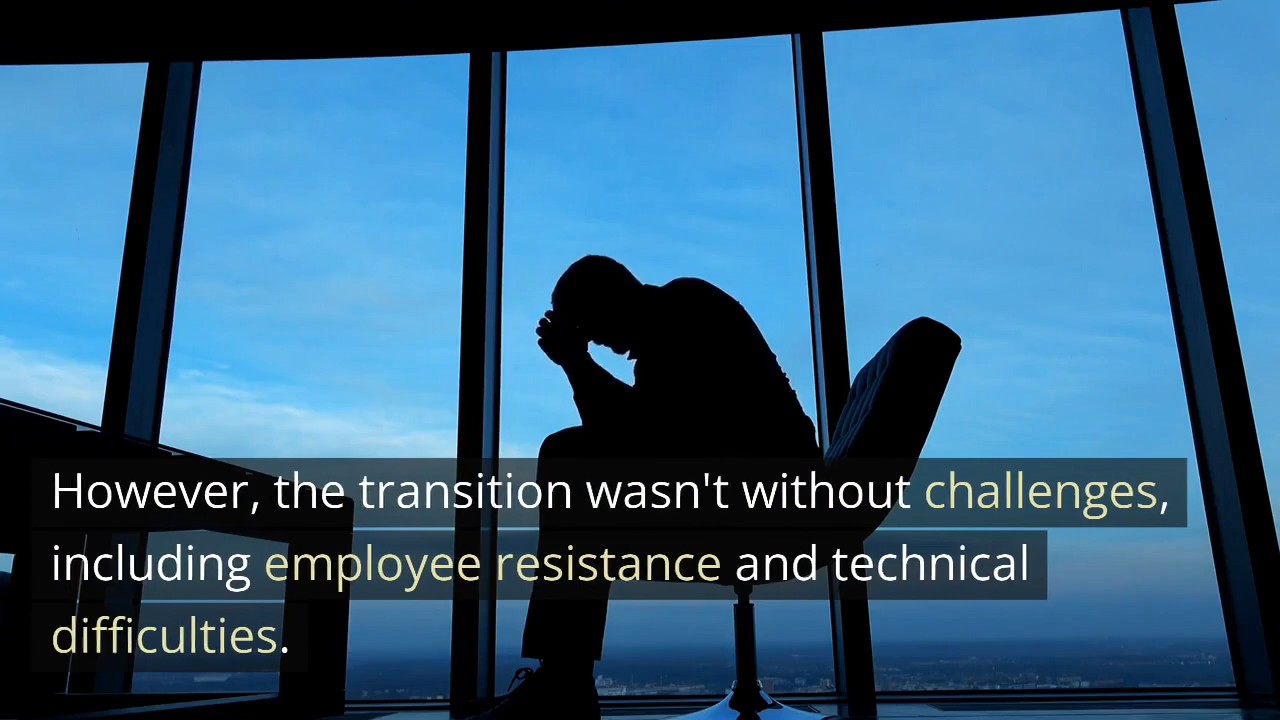 However, the transition wasn't without challenges,
including employee resistance and technical
difficulties.